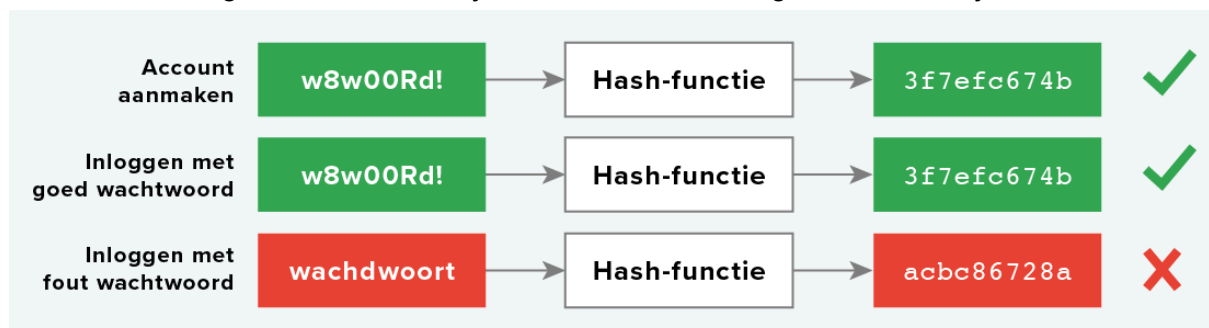 Account
aanmaken
w8w00Rd!
Hash-functie
3f7efc674b
Inloggen met
goed wachtwoord
w8w00Rd!
Hash-functie
3f7efc674b
Inloggen met
fout wachtwoord
wachdwoort
Hash-functie
acbc86728a